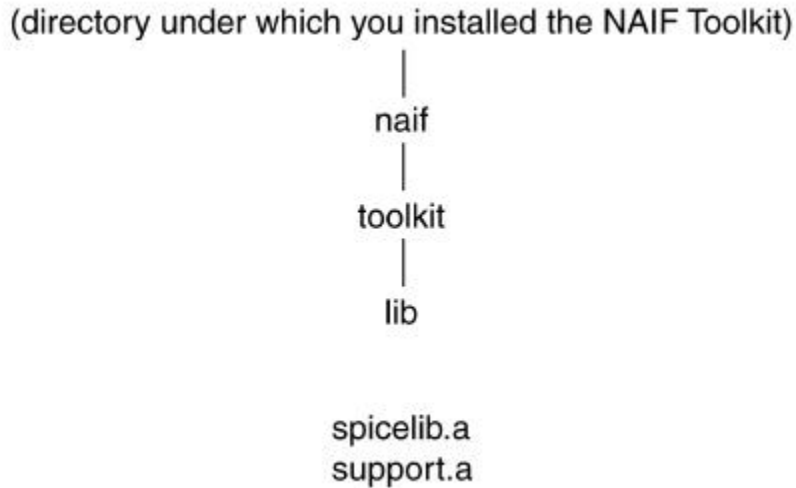 (directory under which you installed the NAIF Toolkit)
naif
toolkit
lib
spicelib.a
support.a